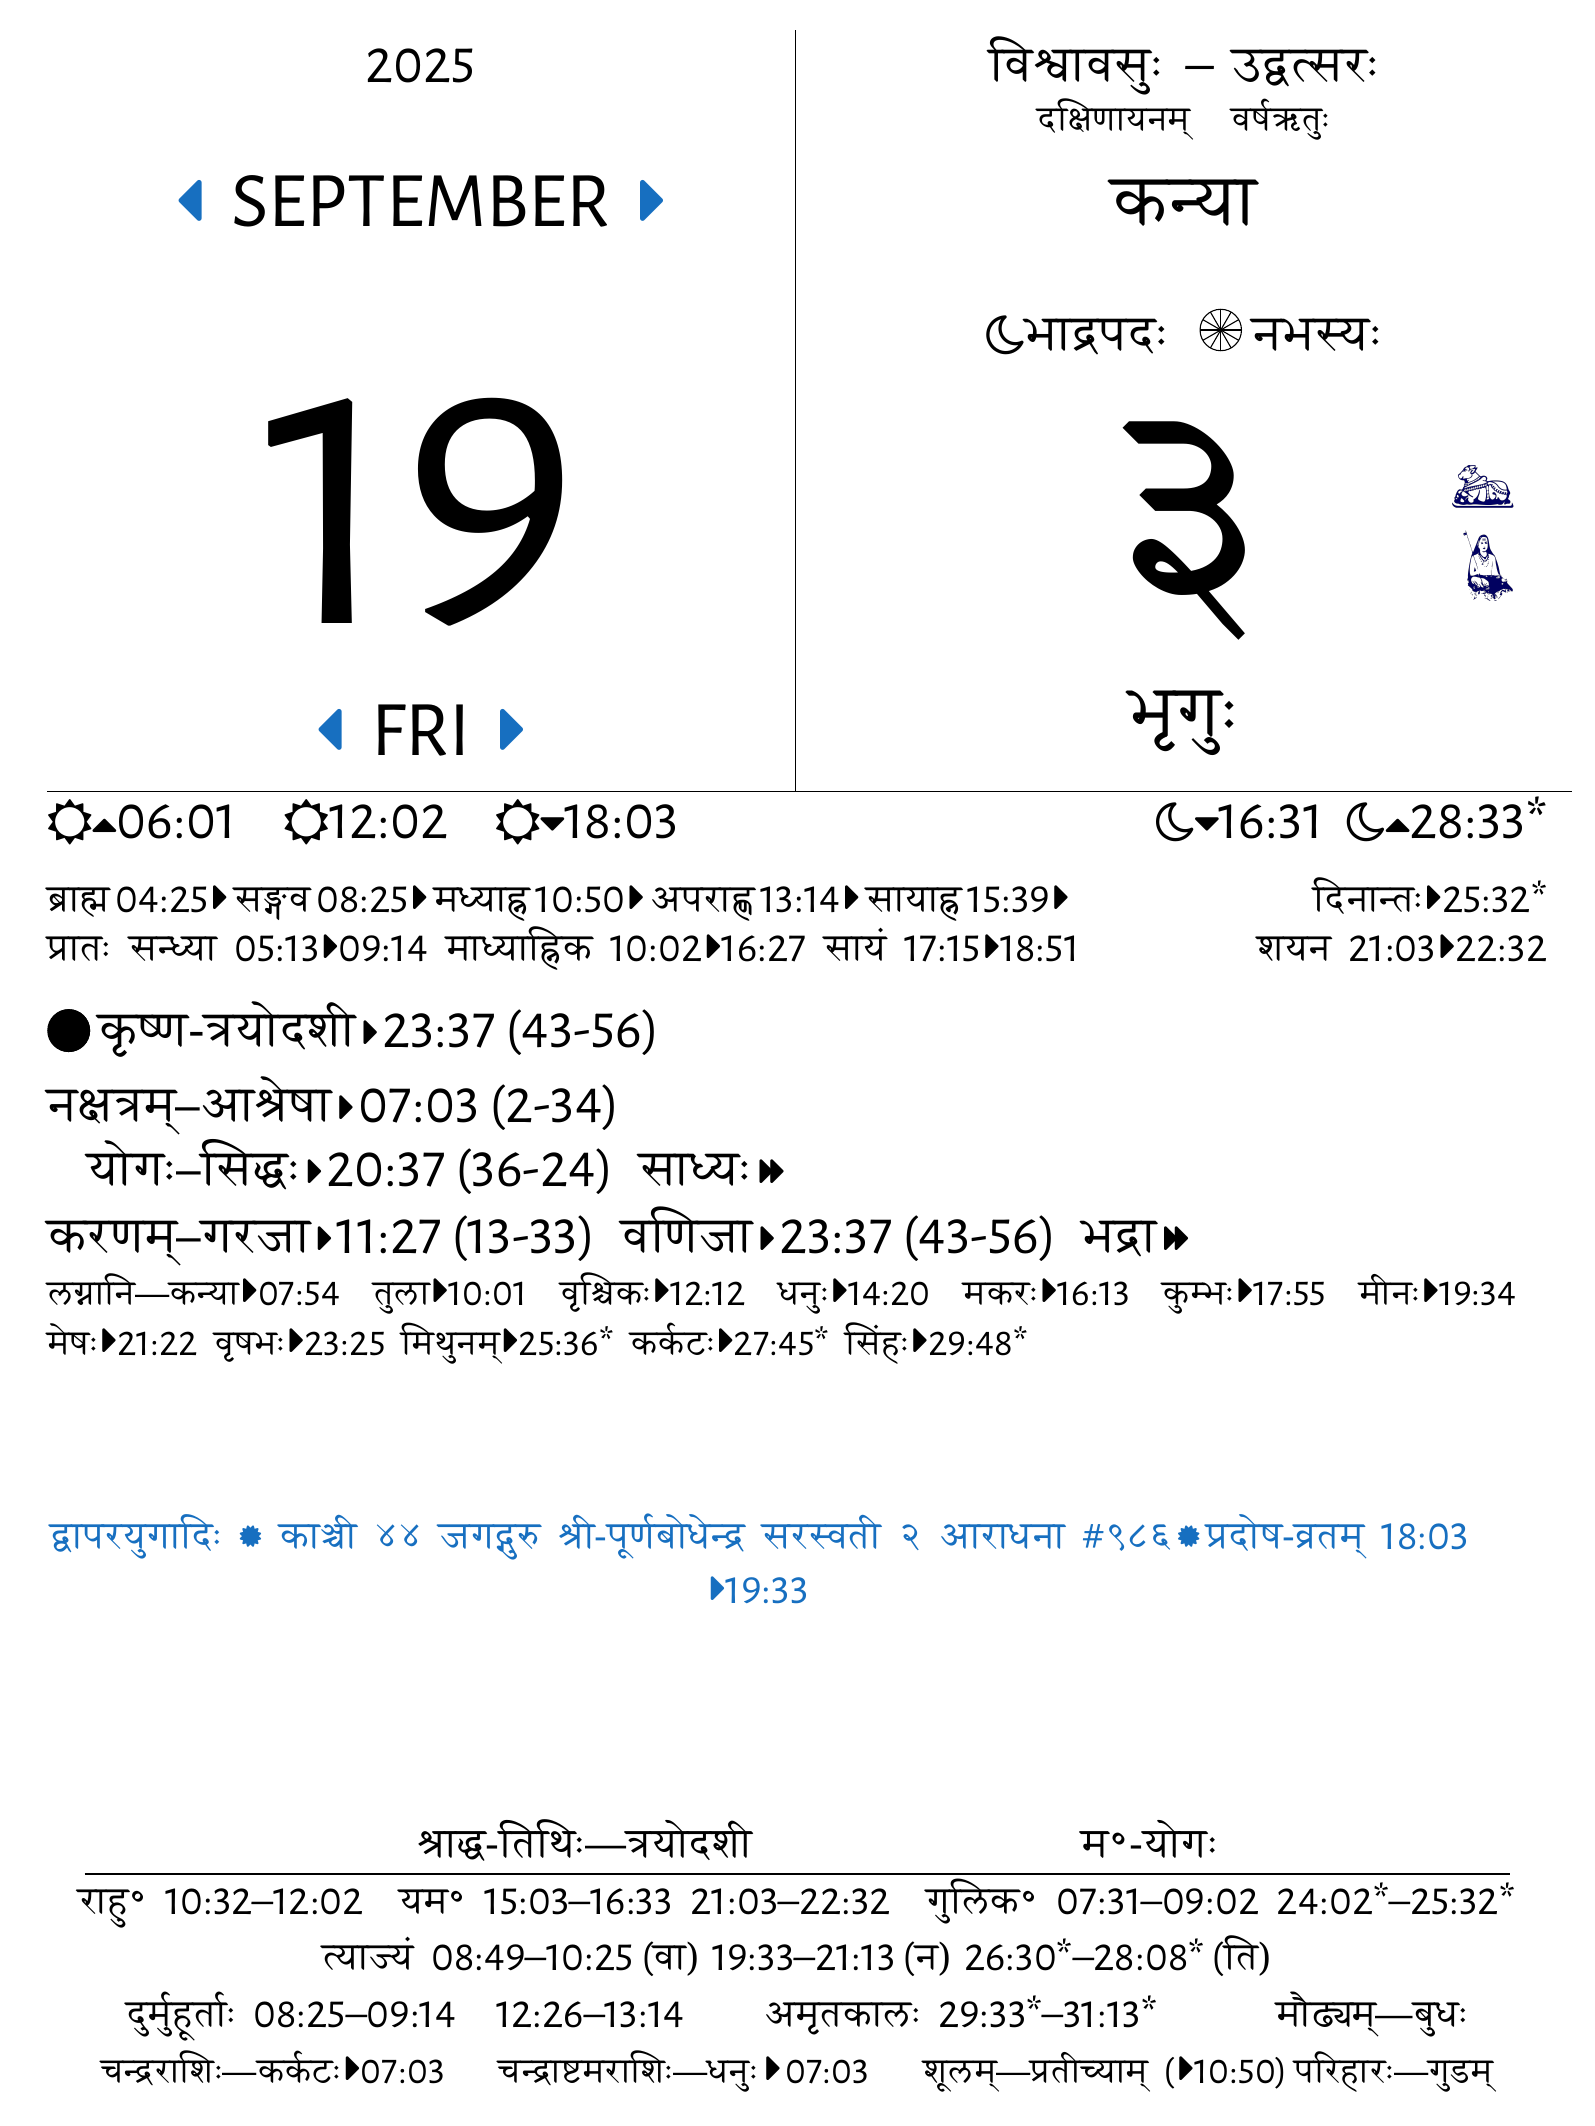 2025
SEPTEMBER
19
FRI
विश्वावसुः – उद्वत्सरः
दक्षिणायनम् वर्षऋतुः
कन्या
भाद्रपदः नभस्यः
३
भृगुः
06:01 12:02 18:03 16:31 28:33*
ब्राह्म 04:25 सङ्गव 08:25 मध्याह्न 10:50 अपराह्ण 13:14 सायाह्न 15:39 दिनान्तः 25:32*
प्रातः सन्ध्या 05:13 09:14 माध्याह्निक 10:02 16:27 सायं 17:15 18:51 शयन 21:03 22:32
कृष्ण-त्रयोदशी 23:37 (43-56)
नक्षत्रम्–आश्रेषा 07:03 (2-34)
योगः–सिद्धः 20:37 (36-24) साध्यः
करणम्–गरजा 11:27 (13-33) वणिजा 23:37 (43-56) भद्रा
लग्नानि—कन्या 07:54 तुला 10:01 वृश्चिकः 12:12 धनुः 14:20 मकरः 16:13 कुम्भः 17:55 मीनः 19:34
मेषः 21:22 वृषभः 23:25 मिथुनम् 25:36* कर्कटः 27:45* सिंहः 29:48*
द्वापरयुगादिः ✹ काञ्ची ४४ जगद्गुरु श्री-पूर्णबोधेन्द्र सरस्वती २ आराधना #९८६ ✹ प्रदोष-व्रतम् 18:03
19:33
श्राद्ध-तिथिः—त्रयोदशी म॰-योगः
राहु॰ 10:32–12:02 यम॰ 15:03–16:33 21:03–22:32 गुलिक॰ 07:31–09:02 24:02*–25:32*
त्याज्यं 08:49–10:25 (वा) 19:33–21:13 (न) 26:30*–28:08* (ति)
दुर्मुहूर्ताः 08:25–09:14 12:26–13:14 अमृतकालः 29:33*–31:13* मौढ्यम्—बुधः
चन्द्रराशिः—कर्कटः 07:03 चन्द्राष्टमराशिः—धनुः 07:03 शूलम्—प्रतीच्याम् (10:50) परिहारः—गुडम्